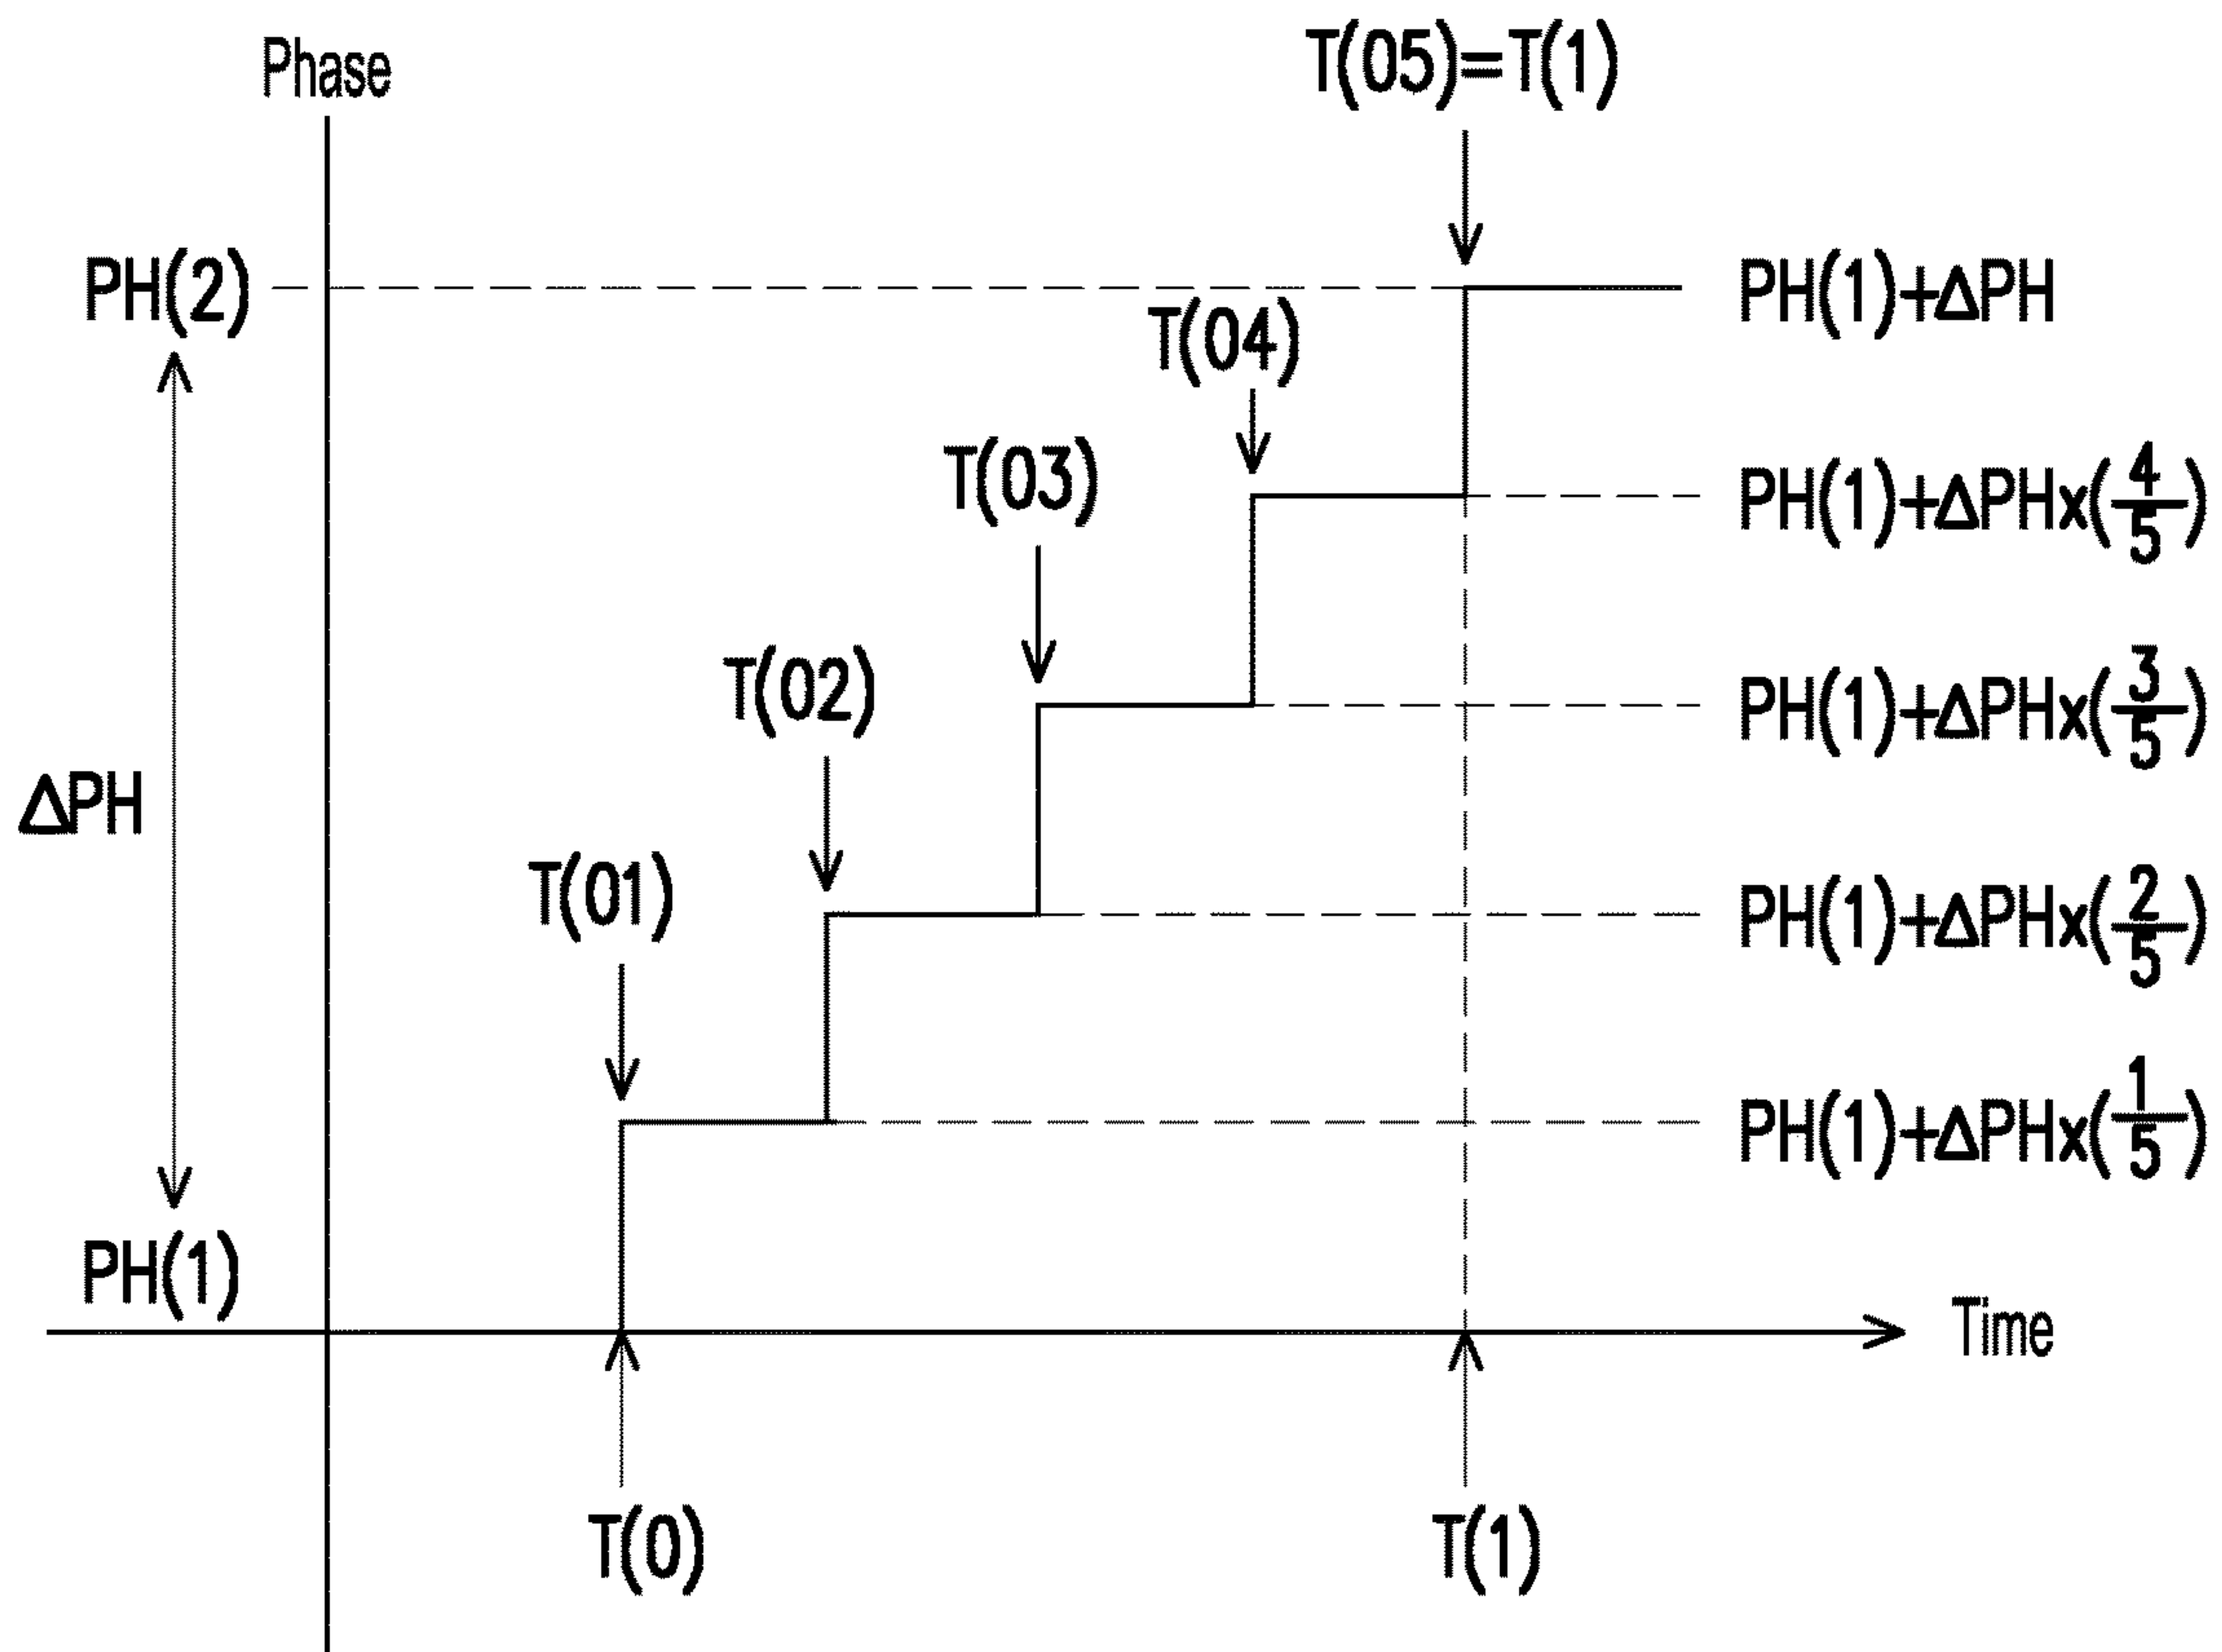 Phase
T(05)=T(1)
PH(2)
PH(1)+ΔPH
T(04)
T(03)
PH(1)+ΔPHx(4/5)
T(02)
PH(1)+ΔPHx(3/5)
ΔPH
T(01)
PH(1)+ΔPHx(2/5)
PH(1)+ΔPHx(1/5)
PH(1)
Time
T(0)
T(1)